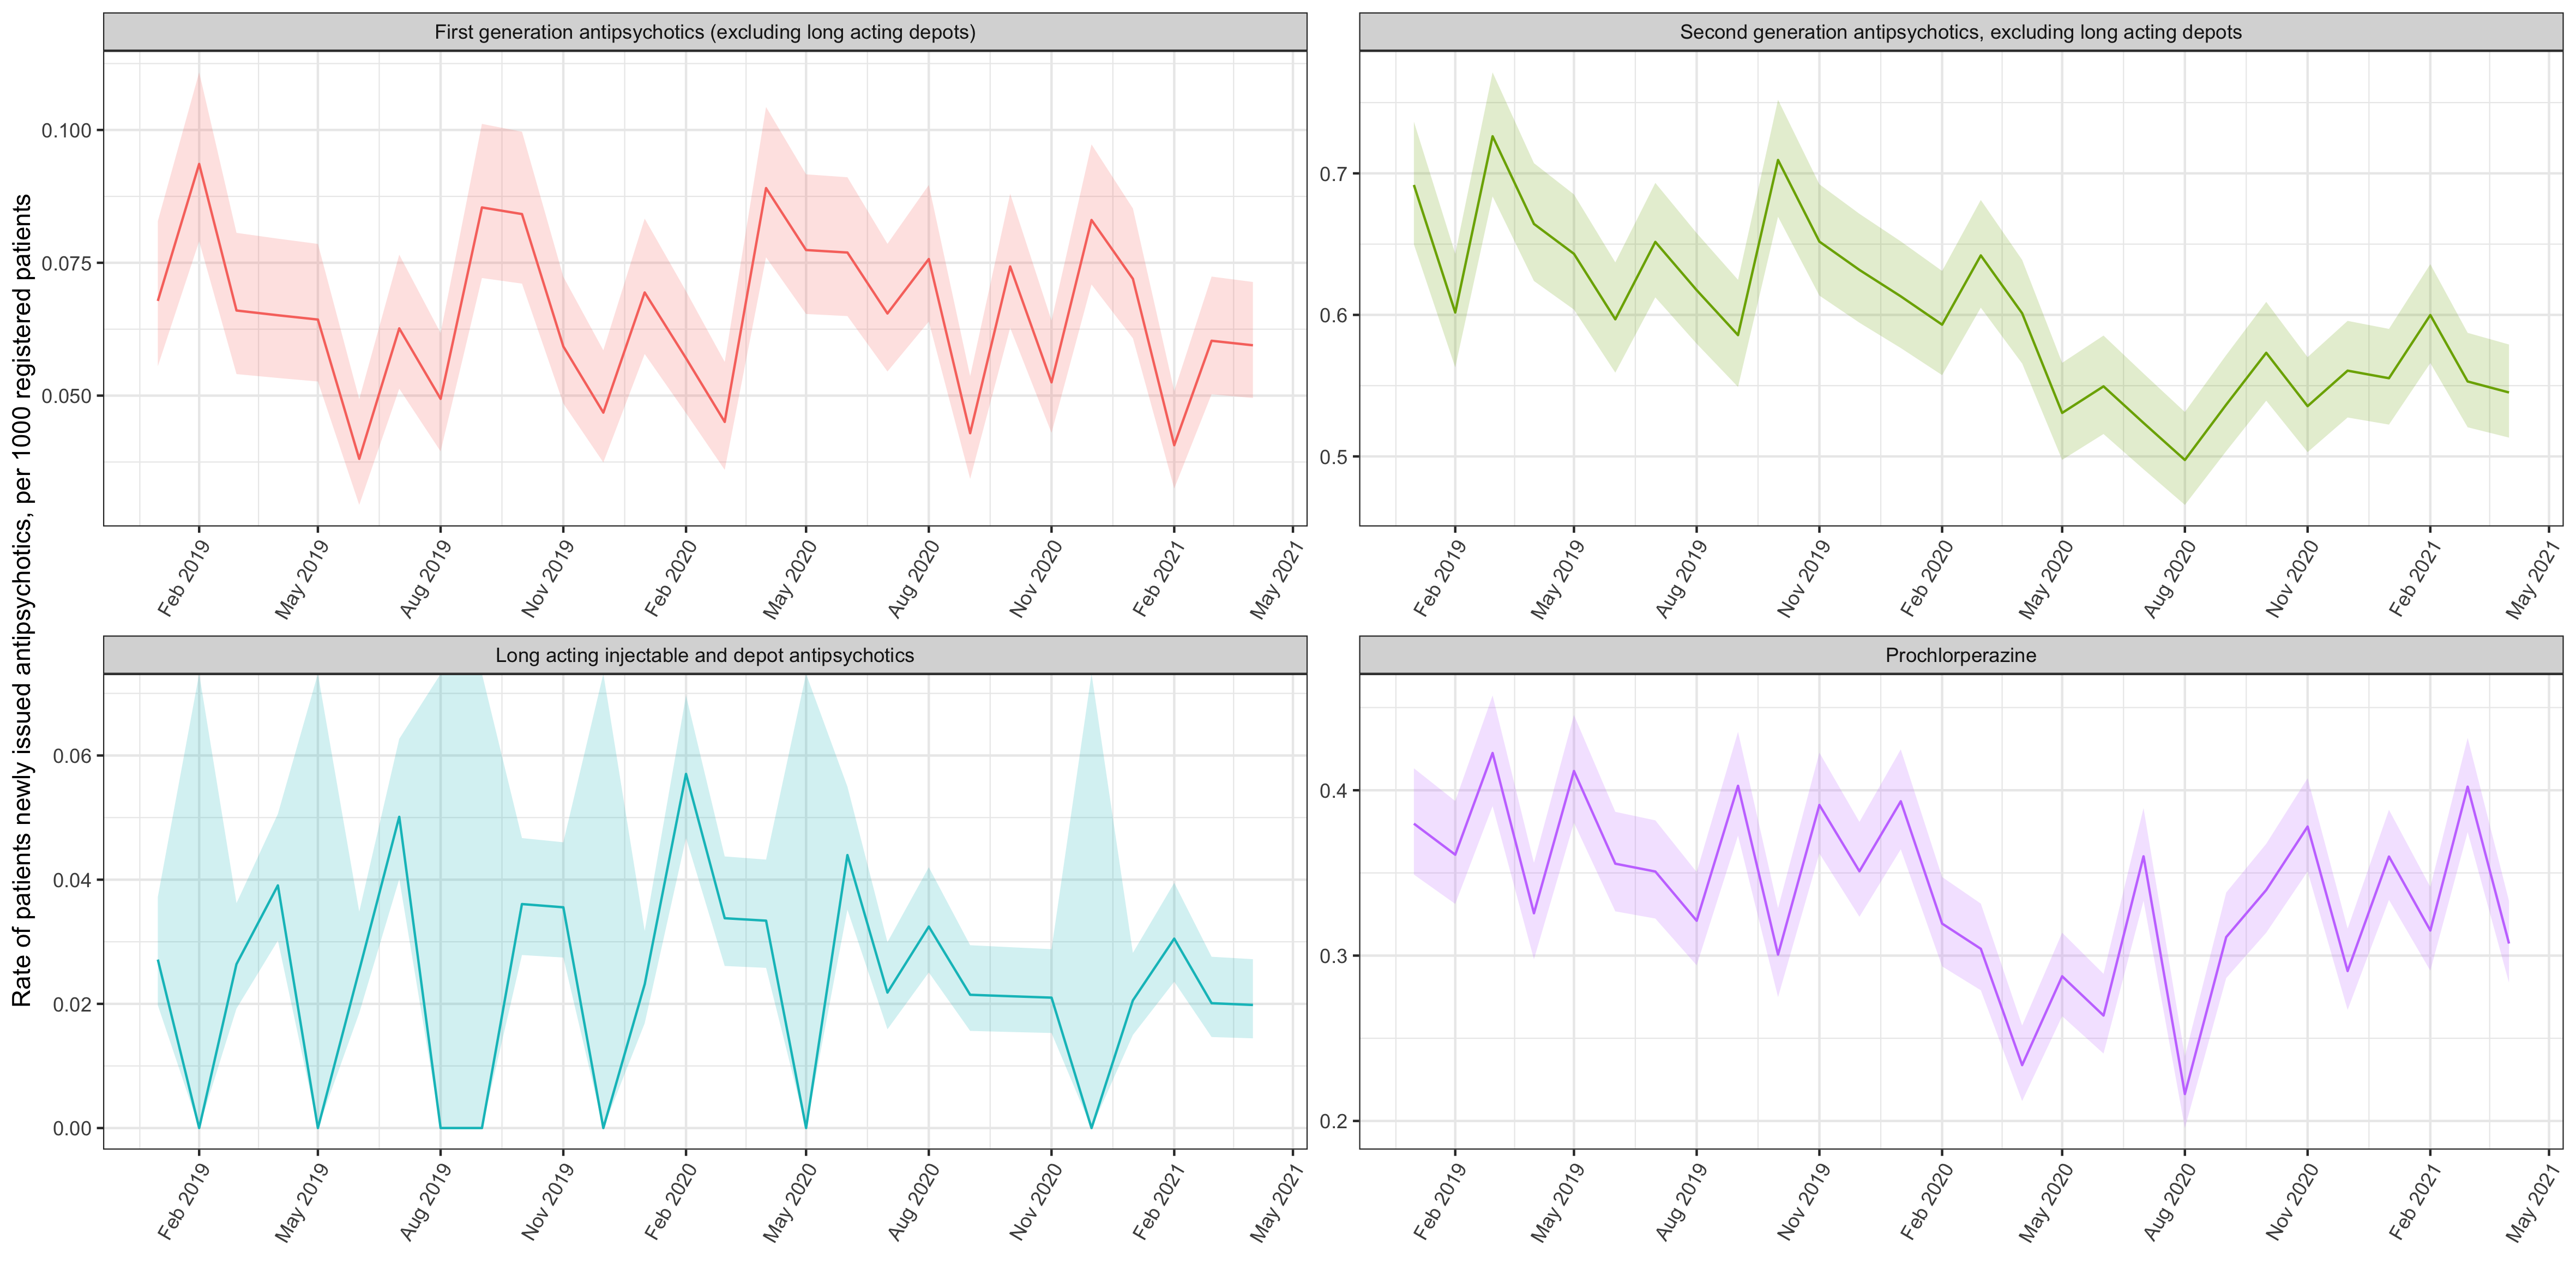 Rate of patients newly issued antipsychotics, per 1000 registered patients
First generation antipsychotics (excluding long acting depots)
0.100
0.075
0.050
Feb 2019
May 2019
Aug 2019
Nov 2019
Feb 2020
May 2020
Aug 2020
Nov 2020
Feb 2021
May 2021
Second generation antipsychotics, excluding long acting depots
0.7
0.6
0.5
Feb 2019
May 2019
Aug 2019
Nov 2019
Feb 2020
May 2020
Aug 2020
Nov 2020
Feb 2021
May 2021
Long acting injectable and depot antipsychotics
0.06
0.04
0.02
0.00
Feb 2019
May 2019
Aug 2019
Nov 2019
Feb 2020
May 2020
Aug 2020
Nov 2020
Feb 2021
May 2021
Prochlorperazine
0.4
0.3
0.2
Feb 2019
May 2019
Aug 2019
Nov 2019
Feb 2020
May 2020
Aug 2020
Nov 2020
Feb 2021
May 2021